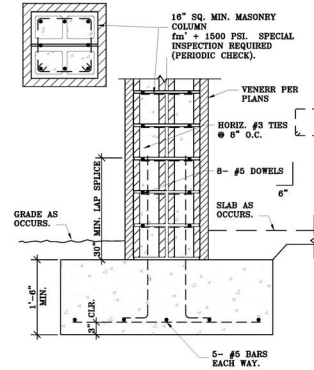 16" SQ. MIN. MASONRY
COLUMN
fm' + 1500 PSI. SPECIAL
INSPECTION REQUIRED
(PERIODIC CHECK).
VENERR PER
PLANS
HORIZ. #3 TIES
@ 8" O.C.
8- #5 DOWELS
6"
30" MIN. LAP SPLICE
GRADE AS
OCCURS.
SLAB AS
OCCURS.
1'-6"
MIN.
3" CLR.
5- #5 BARS
EACH WAY.